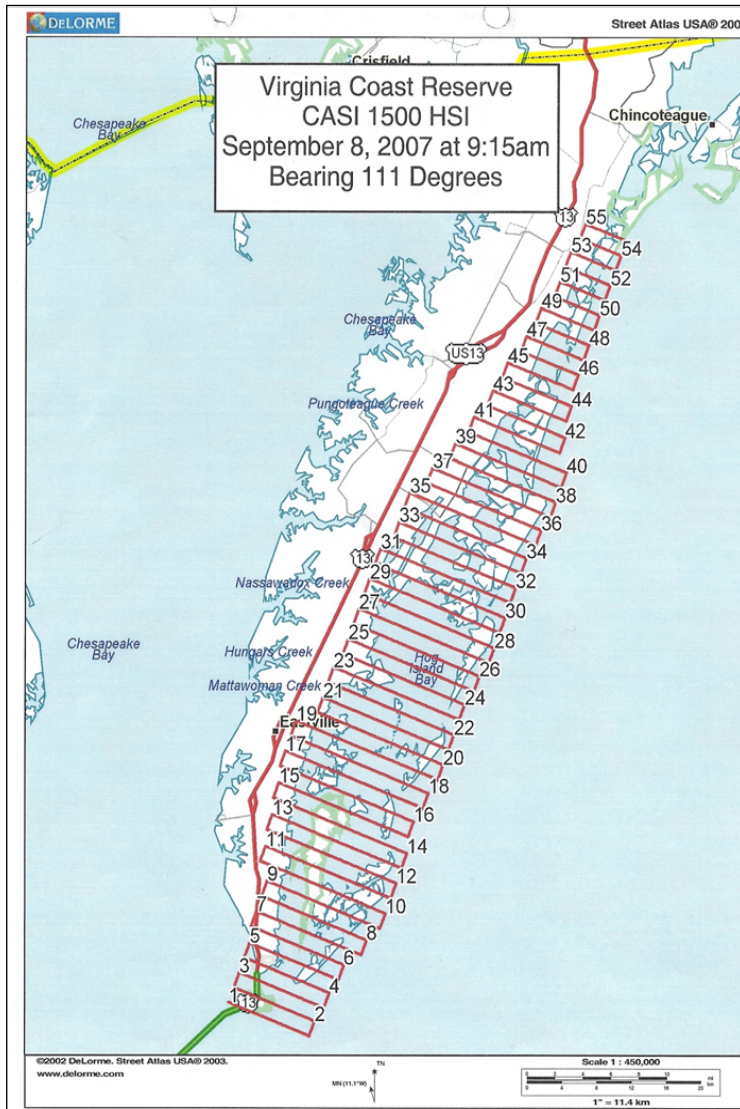 DELORME
Street Atlas USA® 200
Virginia Coast Reserve
CASI 1500 HSI
September 8, 2007 at 9:15am
Bearing 111 Degrees
Crisfield
Chesapeake
Bay
Chincoteague
13
55
53
54
51
52
49
50
Chesapeake
Bay
47
48
US13
45
46
43
44
Pungoteague Creek
41
42
39
40
37
38
35
36
33
34
31
13
32
29
Nassawadox Creek
30
27
28
25
26
Chesapeake
Bay
Hungars Creek
Hog
Island
Bay
23
24
Mattawoman Creek
21
22
19
Eastville
20
17
18
15
16
13
14
11
12
9
10
7
8
5
6
3
4
1
13
2
©2002 DeLorme. Street Atlas USA® 2003.
www.delorme.com
TN
MN (11.1°W)
Scale 1 : 450,000
mi
km
1" = 11.4 km